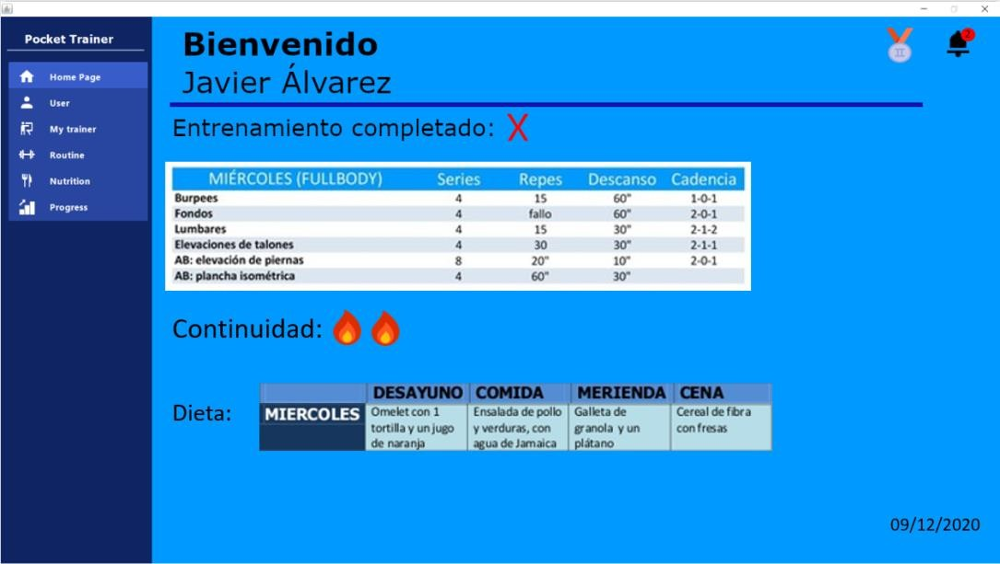 Pocket Trainer
Home Page
User
My trainer
Routine
Nutrition
Progress
Bienvenido
Javier Álvarez
II
2
Entrenamiento completado: X
MIÉRCOLES (FULLBODY) Series Repes Descanso Cadencia
Burpees 4 15 60" 1-0-1
Fondos 4 fallo 60" 2-0-1
Lumbares 4 15 30" 2-1-2
Elevaciones de talones 4 30 30" 2-1-1
AB: elevación de piernas 8 20" 10" 2-0-1
AB: plancha isométrica 4 60" 30"
Continuidad:
Dieta:
DESAYUNO COMIDA MERIENDA CENA
MIERCOLES Omelet con 1 Ensalada de pollo Galleta de Cereal de fibra
tortilla y un jugo y verduras, con granola y un con fresas
de naranja agua de Jamaica plátano
09/12/2020